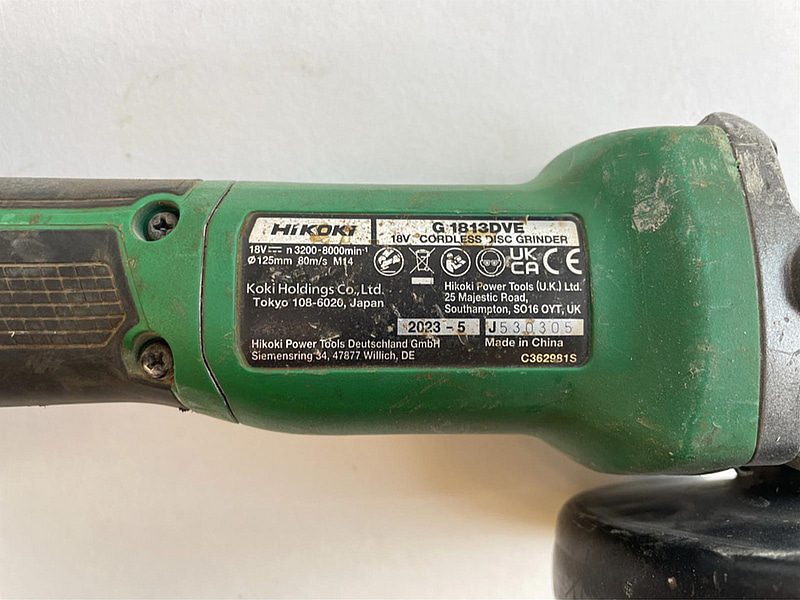 HiKOKI
G 1813DVE
18V CORDLESS DISC GRINDER
18V⎓ n 3200-8000min⁻¹
Ø125mm 80m/s M14
UK CA CE
Koki Holdings Co., Ltd.
Tokyo 108-6020, Japan
Hikoki Power Tools (U.K.) Ltd.
25 Majestic Road,
Southampton, SO16 OYT, UK
2023-5 J530305
Hikoki Power Tools Deutschland GmbH
Siemensring 34, 47877 Willich, DE
Made in China
C362981S